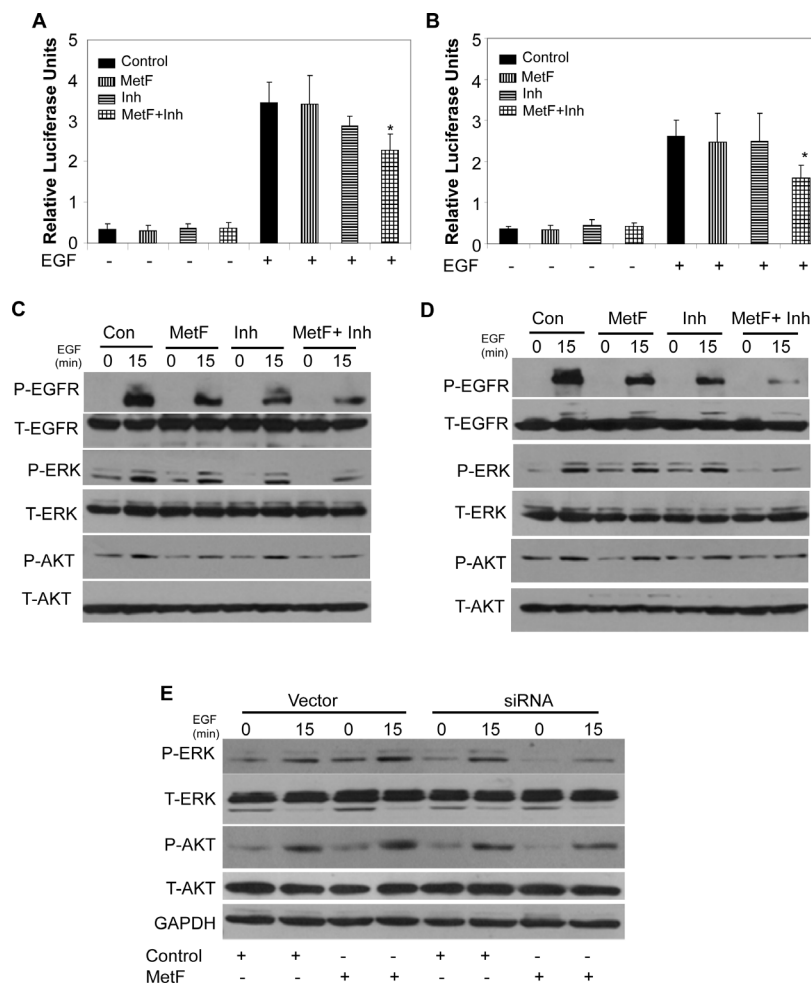 A
Relative Luciferase Units
5
4
3
2
1
0
Control
MetF
Inh
MetF+Inh
*
EGF - - - - + + + +
B
Relative Luciferase Units
5
4
3
2
1
0
Control
MetF
Inh
MetF+Inh
*
EGF - - - - + + + +
C
Con MetF Inh MetF+ Inh
EGF (min) 0 15 0 15 0 15 0 15
P-EGFR
T-EGFR
P-ERK
T-ERK
P-AKT
T-AKT
D
Con MetF Inh MetF+ Inh
EGF (min) 0 15 0 15 0 15 0 15
P-EGFR
T-EGFR
P-ERK
T-ERK
P-AKT
T-AKT
E
Vector siRNA
EGF (min) 0 15 0 15 0 15 0 15
P-ERK
T-ERK
P-AKT
T-AKT
GAPDH
Control + + - - + + - -
MetF - - + + - - + +